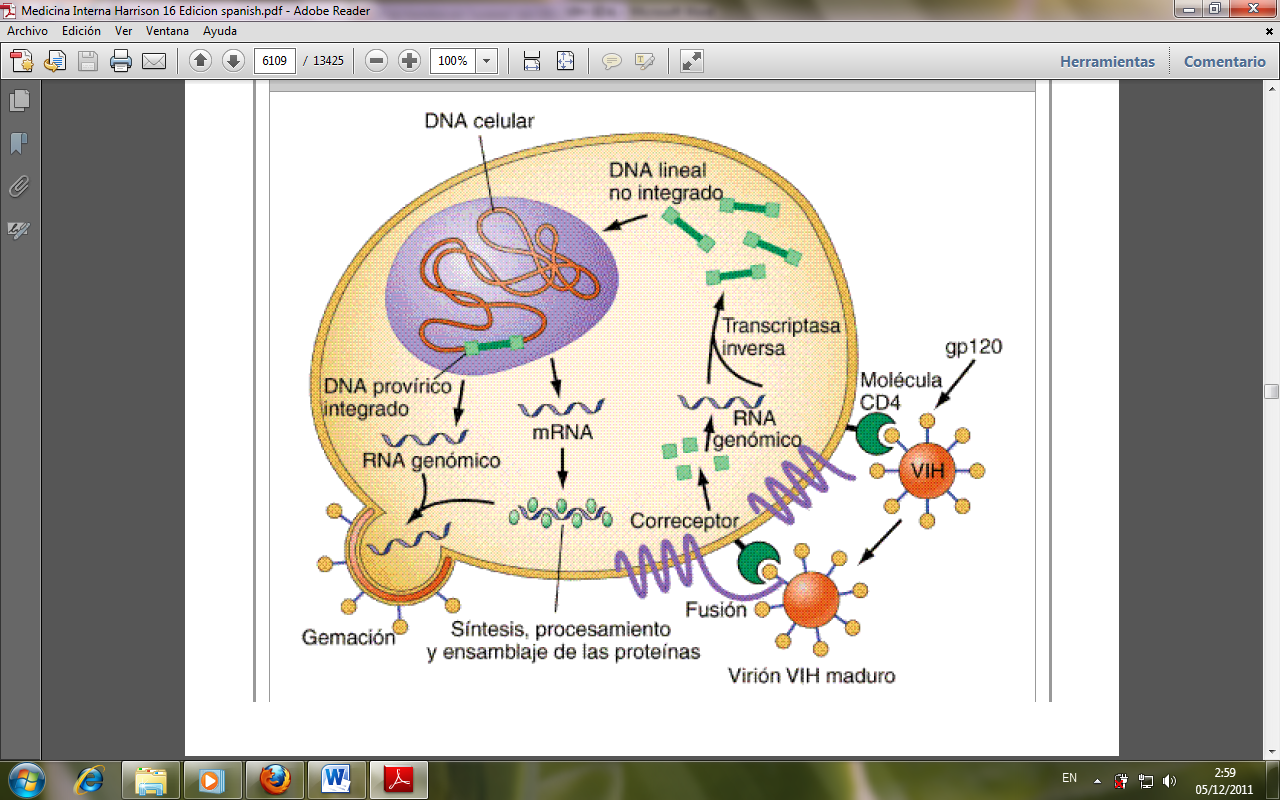 Medicina Interna Harrison 16 Edicion spanish.pdf - Adobe Reader
Archivo Edición Ver Ventana Ayuda
6109 / 13425 100% Herramientas Comentario
DNA celular
DNA lineal
no integrado
Transcriptasa
inversa
gp120
Molécula
CD4
DNA provírico
integrado
mRNA
RNA
genómico
RNA genómico
VIH
Correceptor
Fusión
Gemación
Síntesis, procesamiento
y ensamblaje de las proteínas
Virión VIH maduro
EN
2:59
05/12/2011